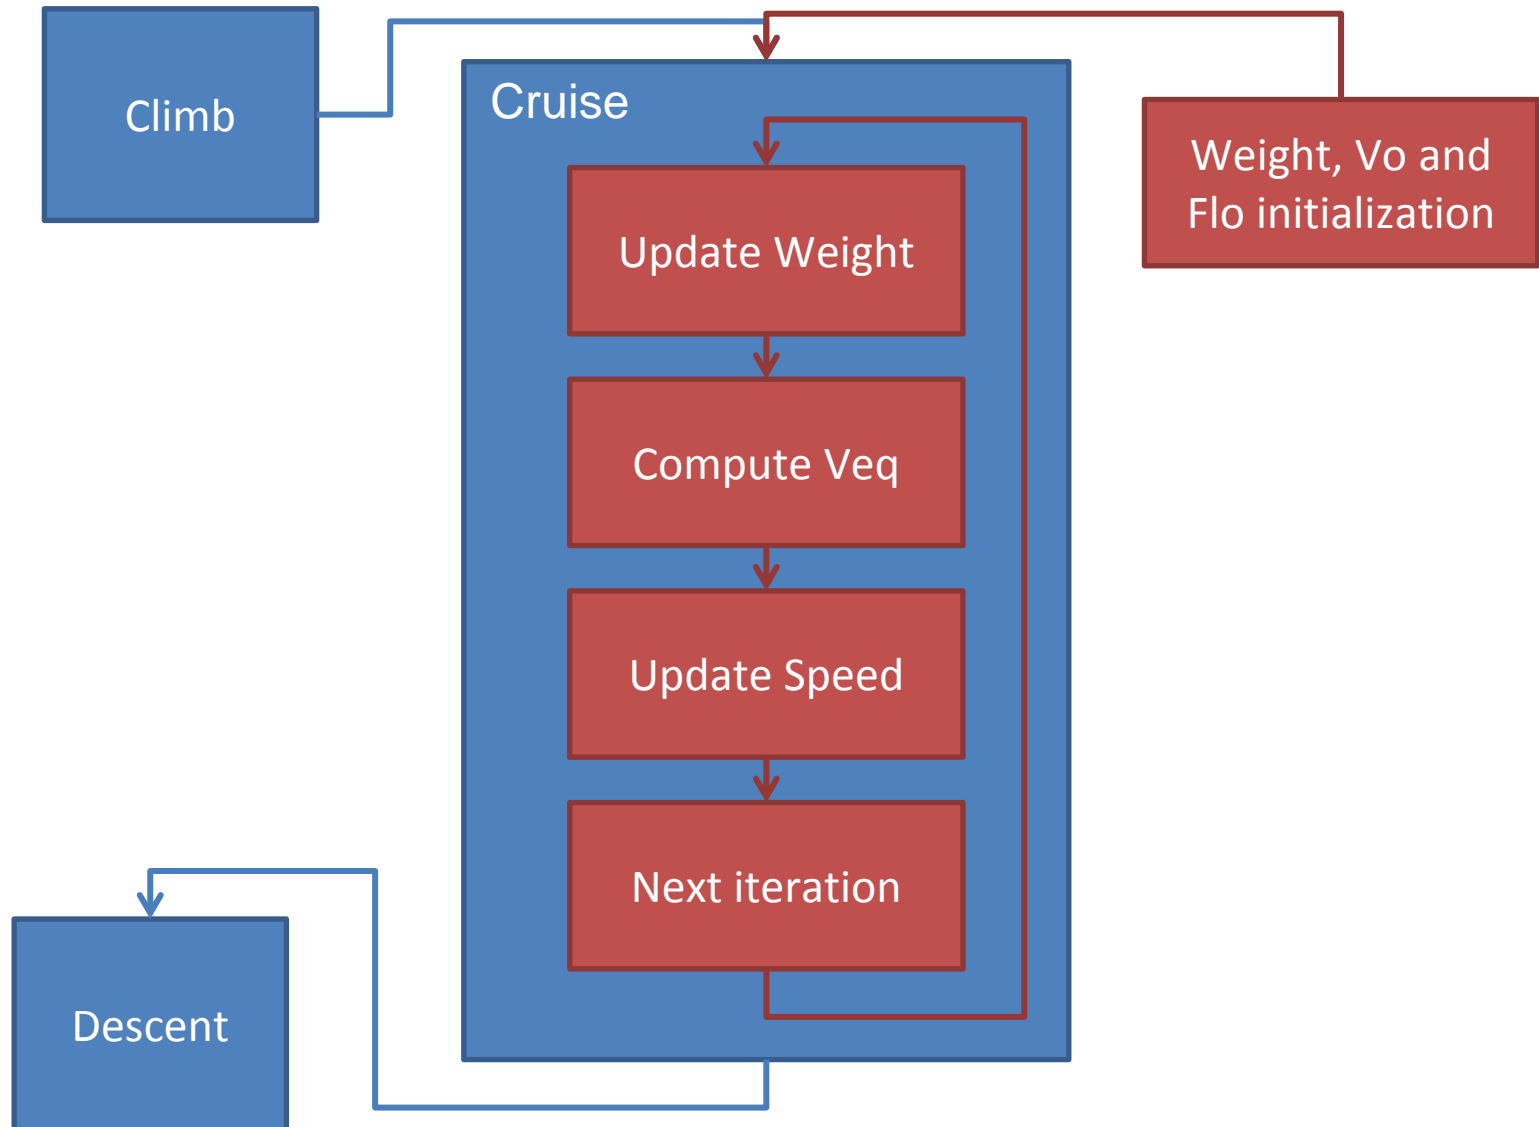 Climb
Cruise
Weight, Vo and
Flo initialization
Update Weight
Compute Veq
Update Speed
Next iteration
Descent